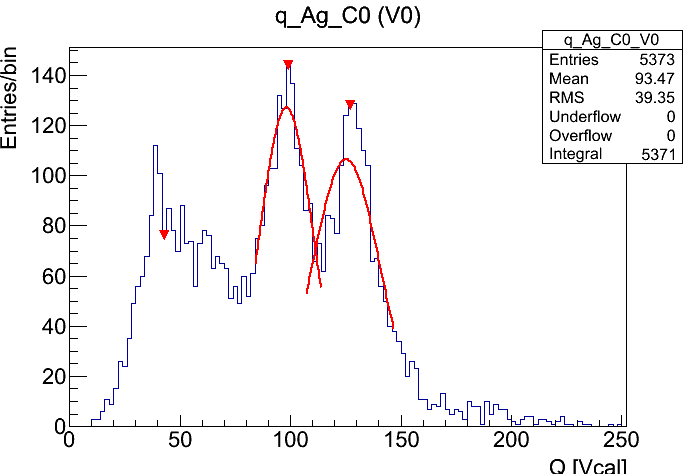 q_Ag_C0 (V0)
q_Ag_C0_V0
Entries 5373
Mean 93.47
RMS 39.35
Underflow 0
Overflow 0
Integral 5371
Entries/bin
140
120
100
80
60
40
20
0
0 50 100 150 200 250
Q [Vcal]